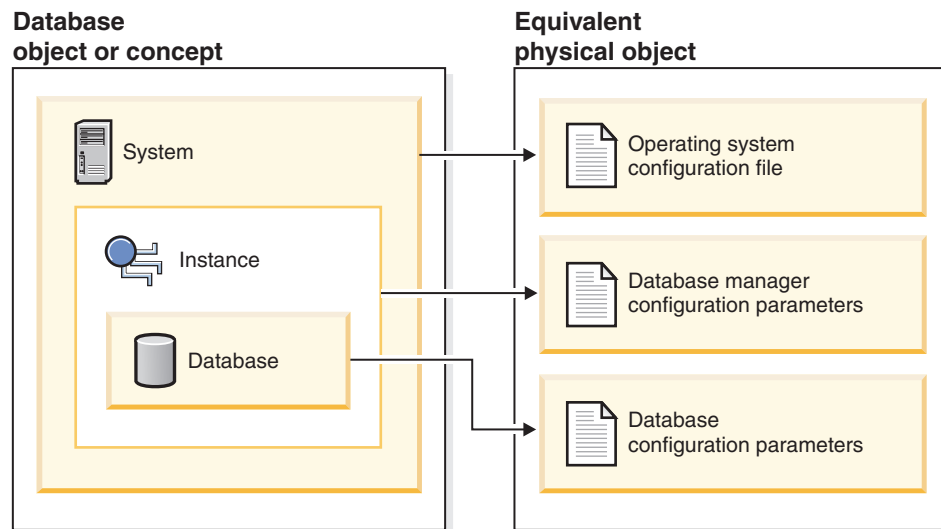 Database
object or concept
Equivalent
physical object
System
Operating system
configuration file
Instance
Database manager
configuration parameters
Database
Database
configuration parameters